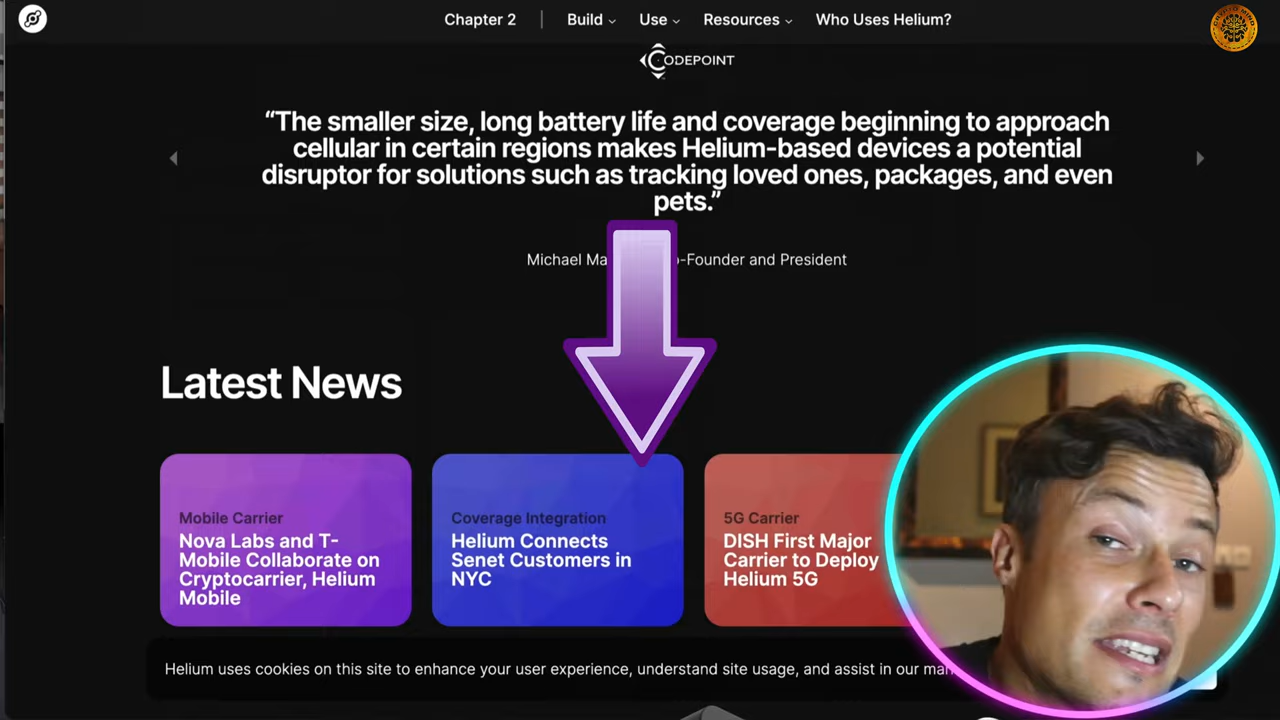 Chapter 2 | Build Use Resources Who Uses Helium?
CRYPTO MIND
CODEPOINT
“The smaller size, long battery life and coverage beginning to approach
cellular in certain regions makes Helium-based devices a potential
disruptor for solutions such as tracking loved ones, packages, and even
pets.”
Michael Ma -Founder and President
Latest News
Mobile Carrier
Nova Labs and T-
Mobile Collaborate on
Cryptocarrier, Helium
Mobile
Coverage Integration
Helium Connects
Senet Customers in
NYC
5G Carrier
DISH First Major
Carrier to Deploy
Helium 5G
Helium uses cookies on this site to enhance your user experience, understand site usage, and assist in our mar